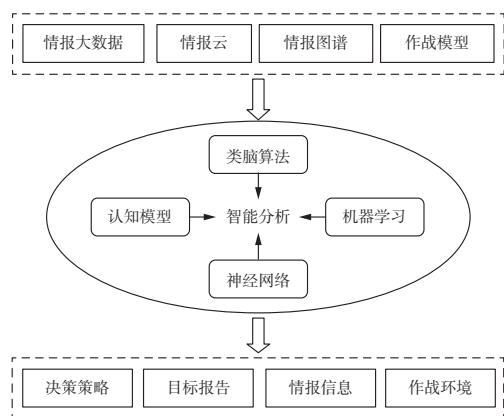 情报大数据 情报云 情报图谱 作战模型
类脑算法
认知模型 智能分析 机器学习
神经网络
决策策略 目标报告 情报信息 作战环境